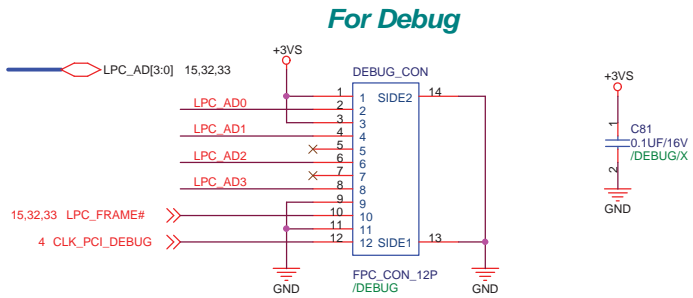 For Debug
+3VS
LPC_AD[3:0] 15,32,33
DEBUG_CON
1 1 SIDE2 14
LPC_AD0 2 2
3 3
LPC_AD1 4 4
5 5
LPC_AD2 6 6
7 7
LPC_AD3 8 8
9 9
15,32,33 LPC_FRAME# 10 10
11 11
4 CLK_PCI_DEBUG 12 12 SIDE1 13
FPC_CON_12P
/DEBUG
GND
GND
+3VS
1
C81
0.1UF/16V
/DEBUG/X
2
GND